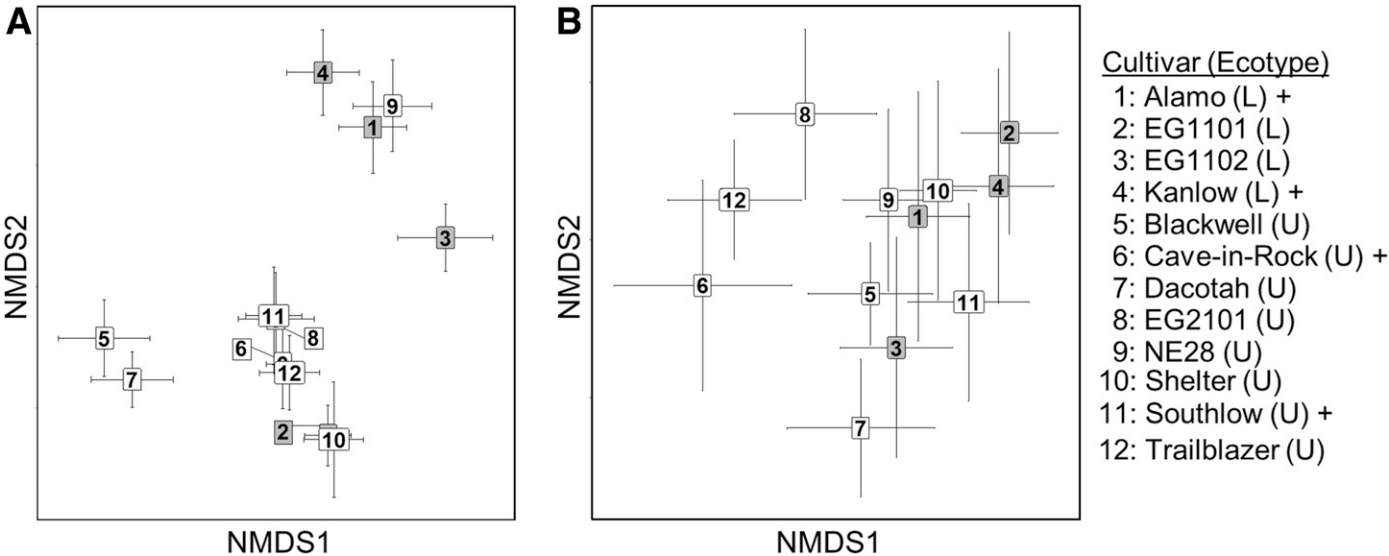 A
4
9
1
3
11
8
6
5
12
7
2
10
NMDS2
NMDS1
B
8
2
10
4
12
9
1
6
5
11
3
7
NMDS2
NMDS1
Cultivar (Ecotype)
1: Alamo (L) +
2: EG1101 (L)
3: EG1102 (L)
4: Kanlow (L) +
5: Blackwell (U)
6: Cave-in-Rock (U) +
7: Dacotah (U)
8: EG2101 (U)
9: NE28 (U)
10: Shelter (U)
11: Southlow (U) +
12: Trailblazer (U)